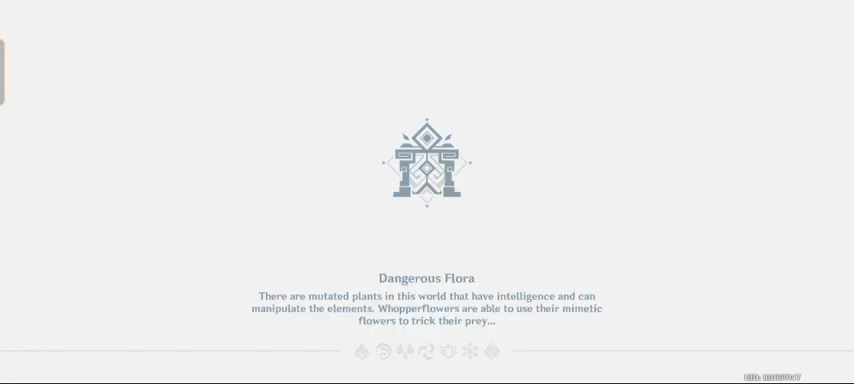 Dangerous Flora
There are mutated plants in this world that have intelligence and can
manipulate the elements. Whopperflowers are able to use their mimetic
flowers to trick their prey...
UID: